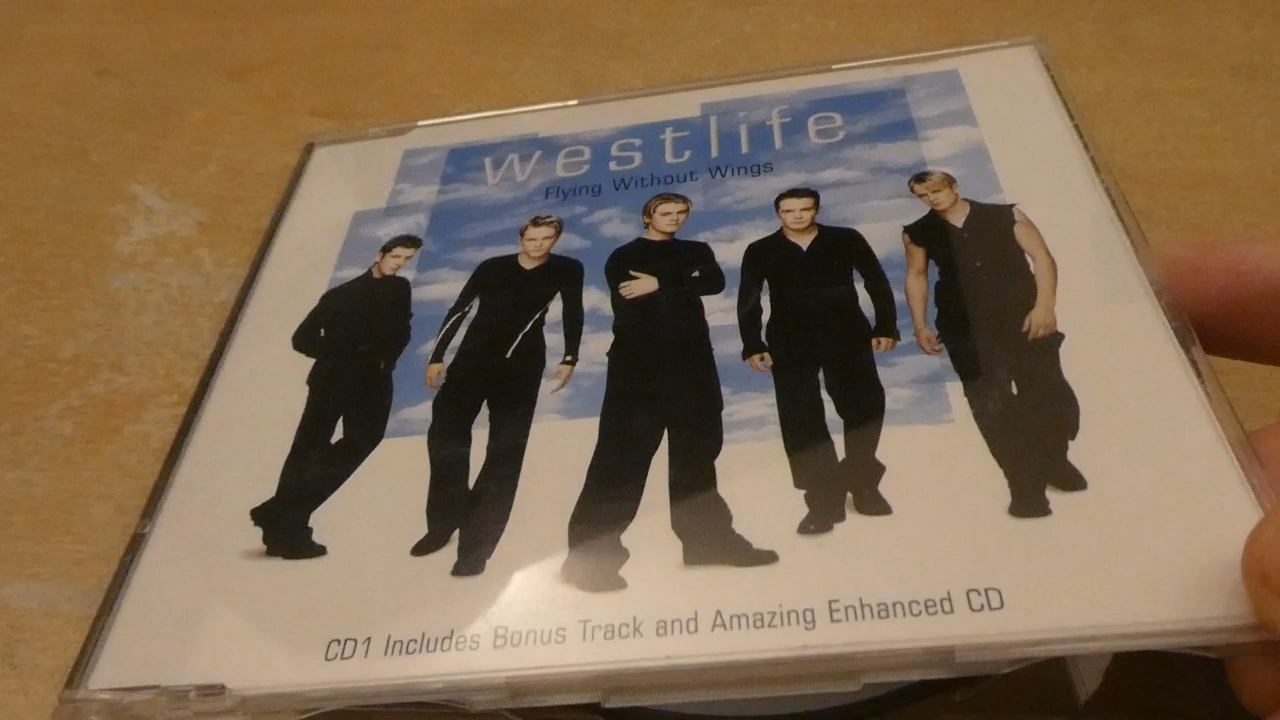 westlife
Flying Without Wings
CD1 Includes Bonus Track and Amazing Enhanced CD